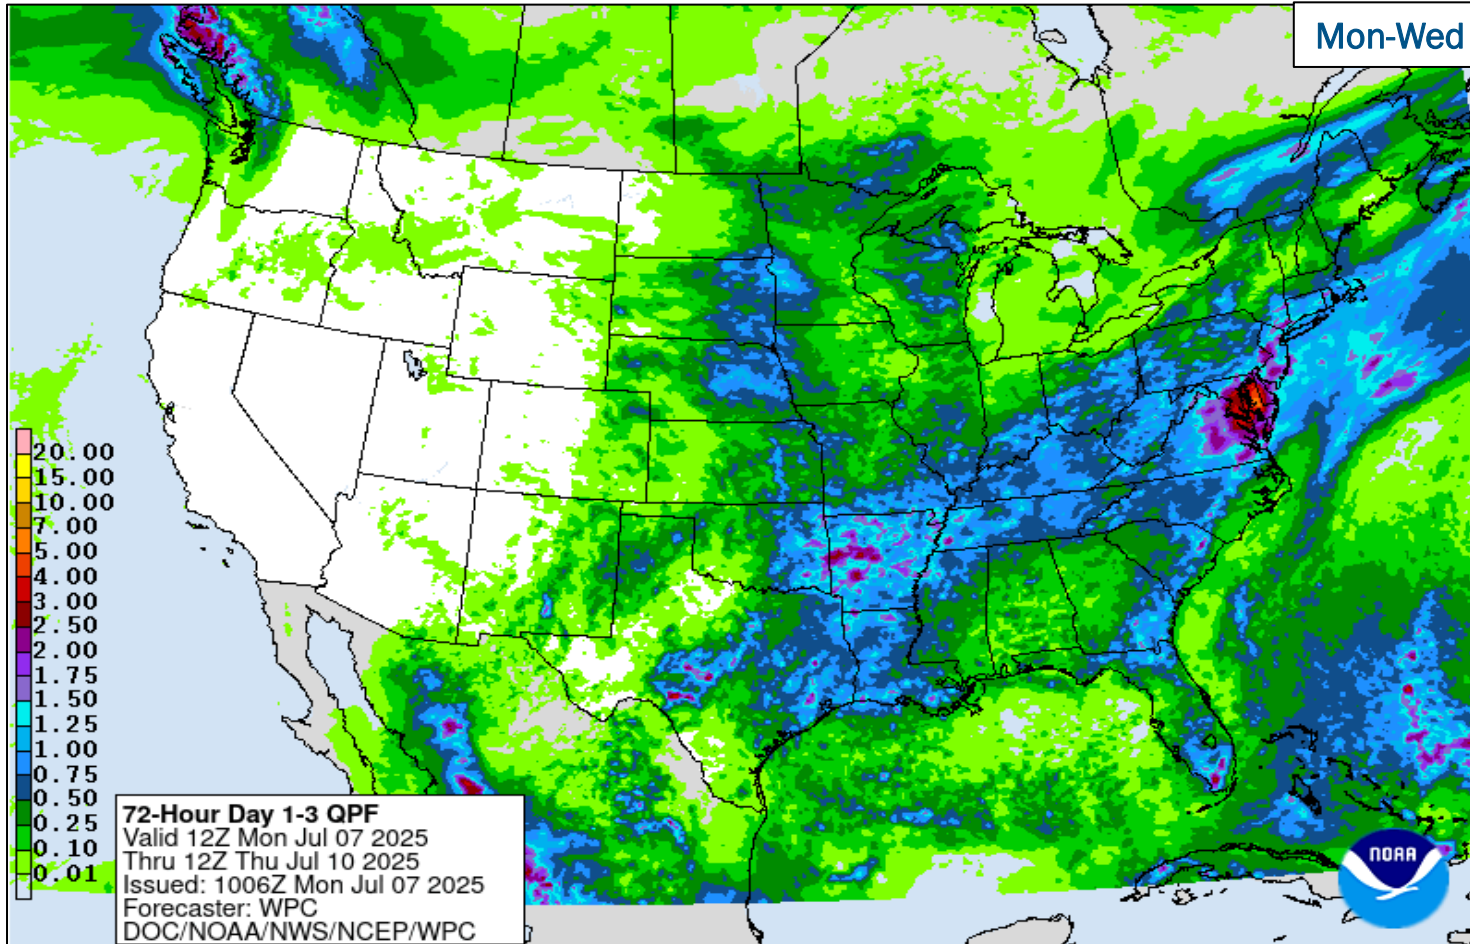 Mon-Wed
20.00
15.00
10.00
7.00
5.00
4.00
3.00
2.50
2.00
1.75
1.50
1.25
1.00
0.75
0.50
0.25
0.10
0.01
72-Hour Day 1-3 QPF
Valid 12Z Mon Jul 07 2025
Thru 12Z Thu Jul 10 2025
Issued: 1006Z Mon Jul 07 2025
Forecaster: WPC
DOC/NOAA/NWS/NCEP/WPC
NOAA